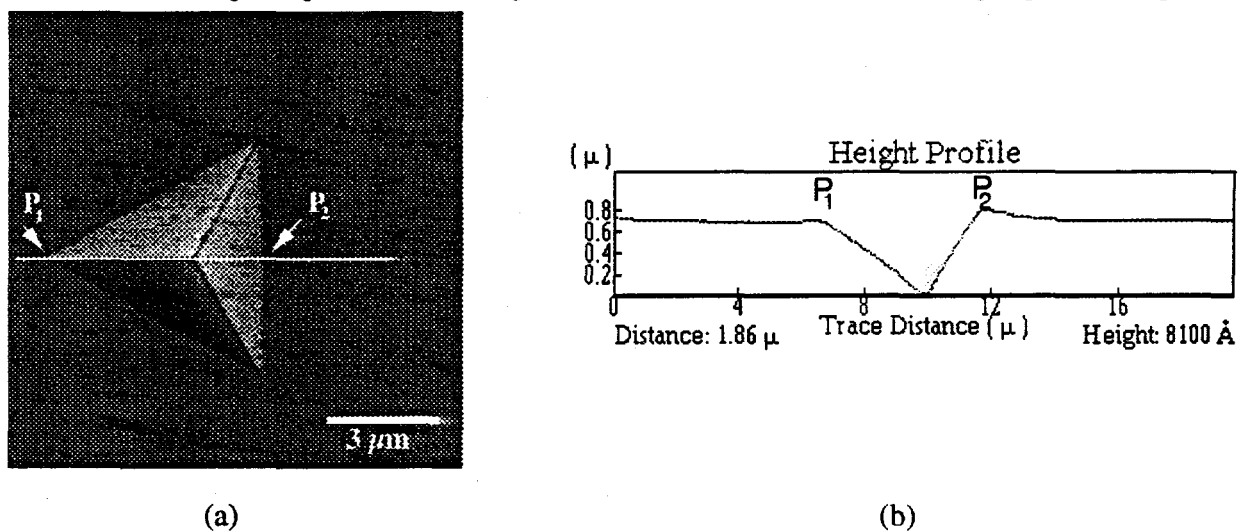 P1
P2
3 µm
(a)
(µ)
Height Profile
P1
P2
0.8
0.6
0.4
0.2
0
4
8
12
16
Distance: 1.86 µ
Trace Distance (µ)
Height: 8100 Å
(b)